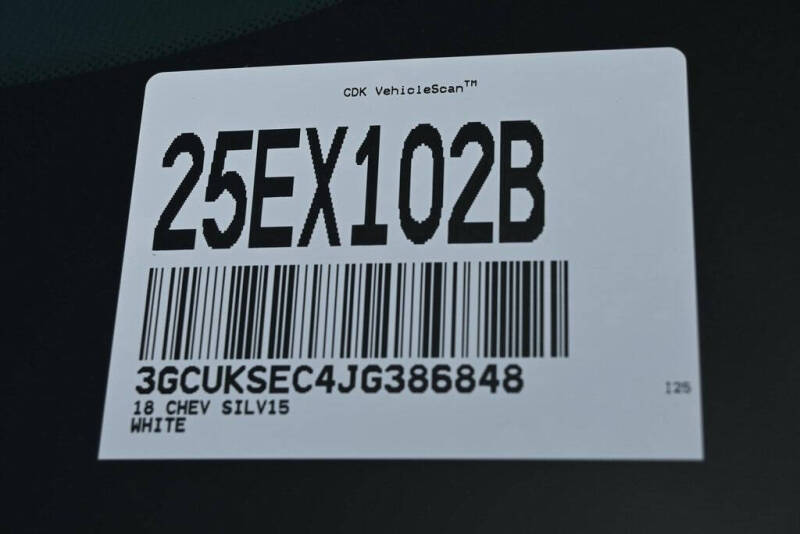 CDK VehicleScan™
25EX102B
3GCUKSEC4JG386848
I25
18 CHEV SILV15
WHITE